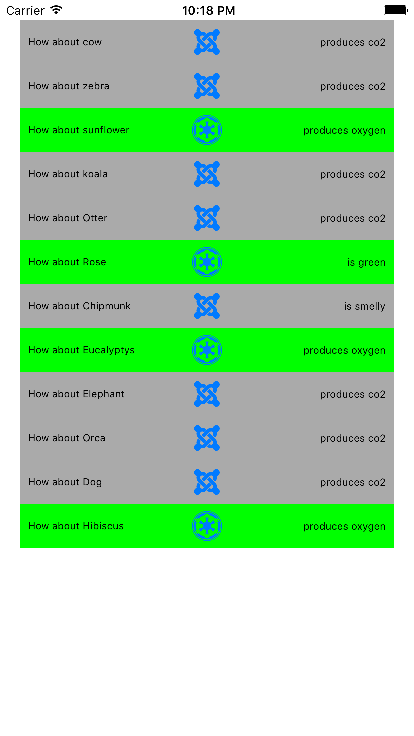 Carrier 10:18 PM
How about cow produces co2
How about zebra produces co2
How about sunflower produces oxygen
How about koala produces co2
How about Otter produces co2
How about Rose is green
How about Chipmunk is smelly
How about Eucalyptys produces oxygen
How about Elephant produces co2
How about Orca produces co2
How about Dog produces co2
How about Hibiscus produces oxygen